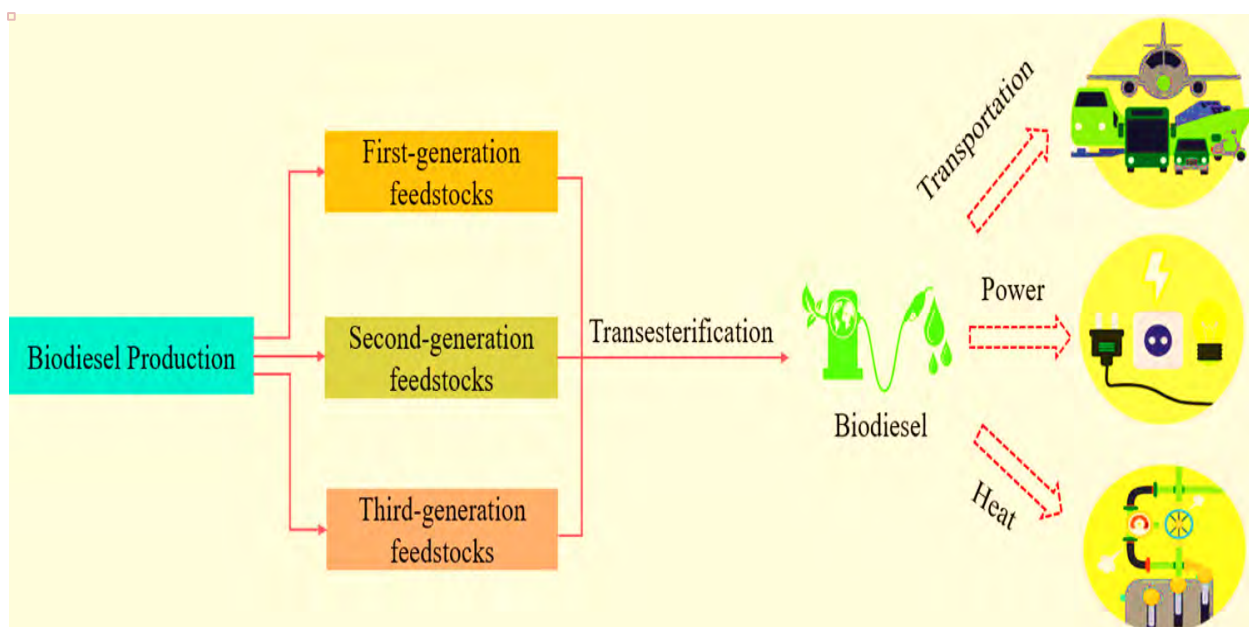 Biodiesel Production
First-generation
feedstocks
Second-generation
feedstocks
Third-generation
feedstocks
Transesterification
Biodiesel
Transportation
Power
Heat